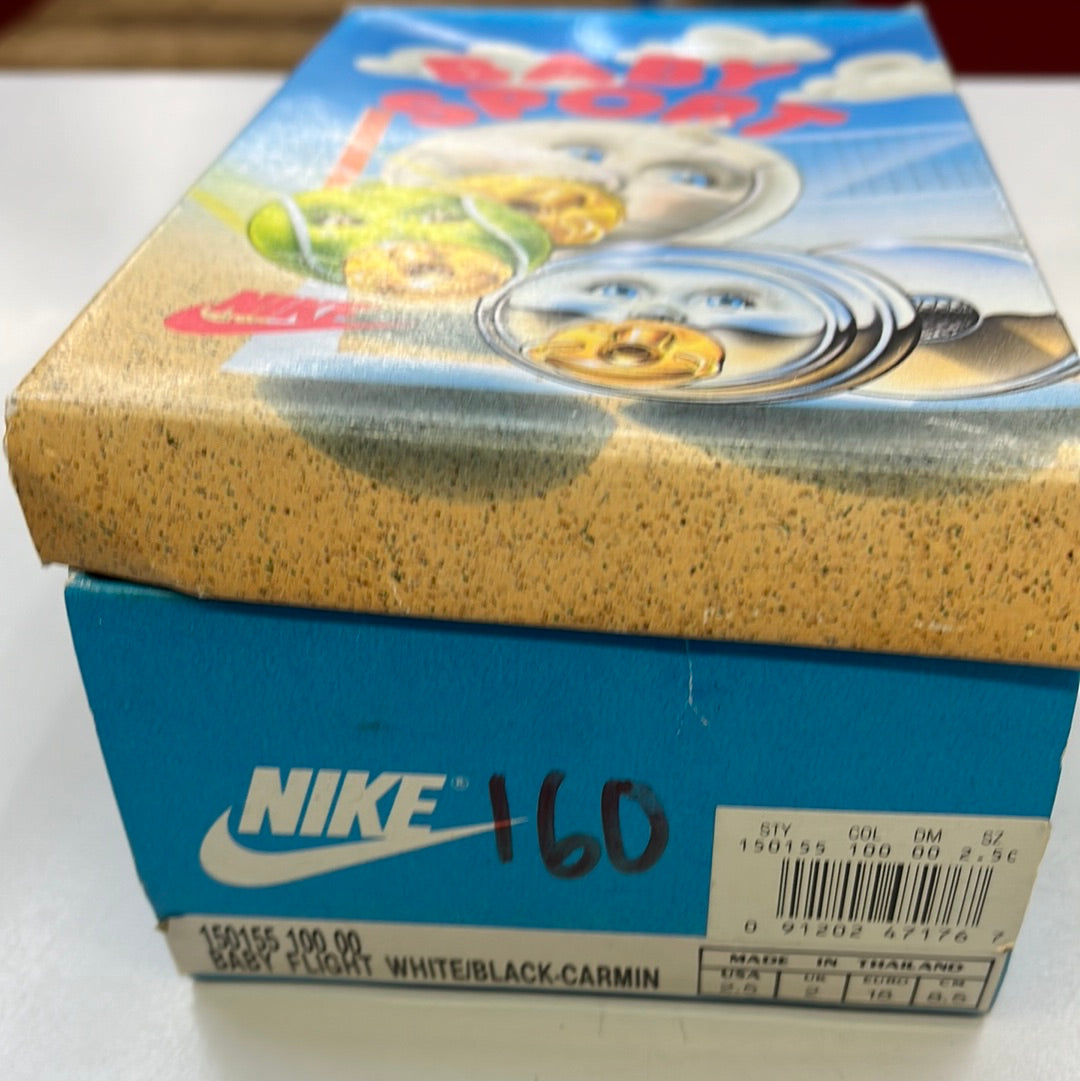 BABY
SPORT
NIKE
NIKE®
160
STY COL DM SZ
150155 100 00 2.5C
0 91202 47176 7
150155 100 00
BABY FLIGHT WHITE/BLACK-CARMIN
MADE IN THAILAND
USA UK EURO CM
2.5 2 18 8.5